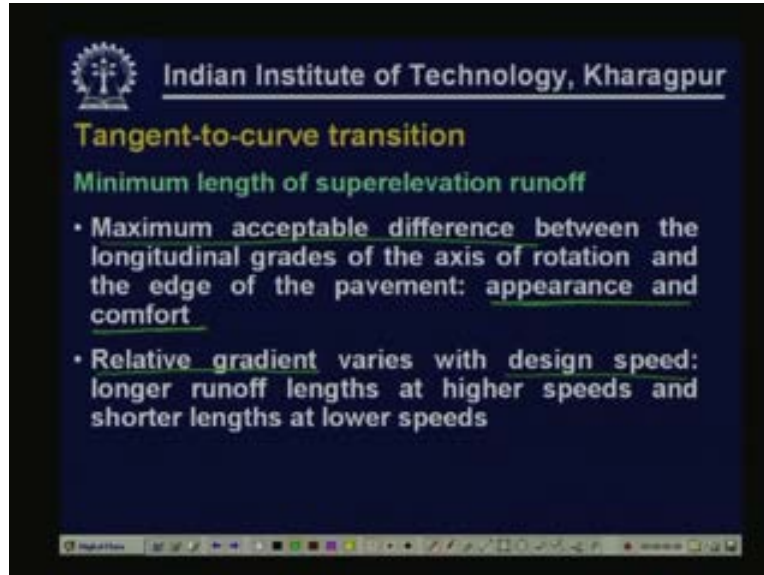 Indian Institute of Technology, Kharagpur
Tangent-to-curve transition
Minimum length of superelevation runoff
• Maximum acceptable difference between the
longitudinal grades of the axis of rotation and
the edge of the pavement: appearance and
comfort
• Relative gradient varies with design speed:
longer runoff lengths at higher speeds and
shorter lengths at lower speeds